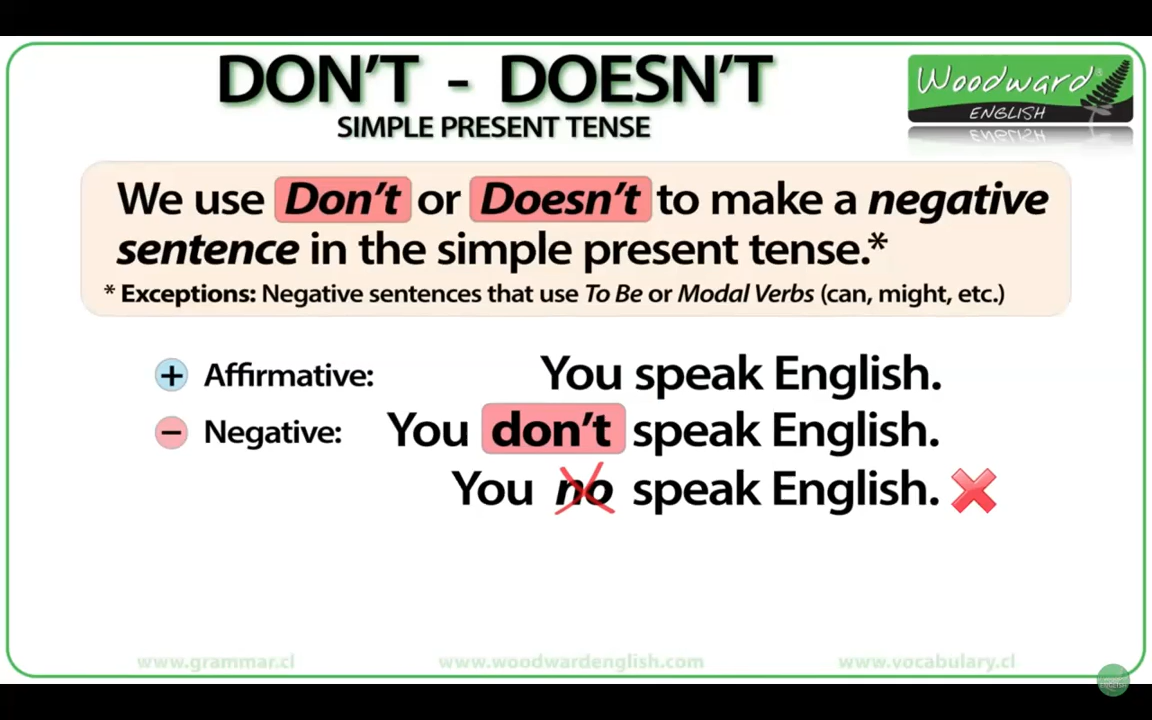 DON'T - DOESN'T
SIMPLE PRESENT TENSE
Woodward®
ENGLISH
We use Don't or Doesn't to make a negative
sentence in the simple present tense.*
* Exceptions: Negative sentences that use To Be or Modal Verbs (can, might, etc.)
+ Affirmative: You speak English.
− Negative: You don't speak English.
You no speak English.
www.grammar.cl www.woodwardenglish.com www.vocabulary.cl